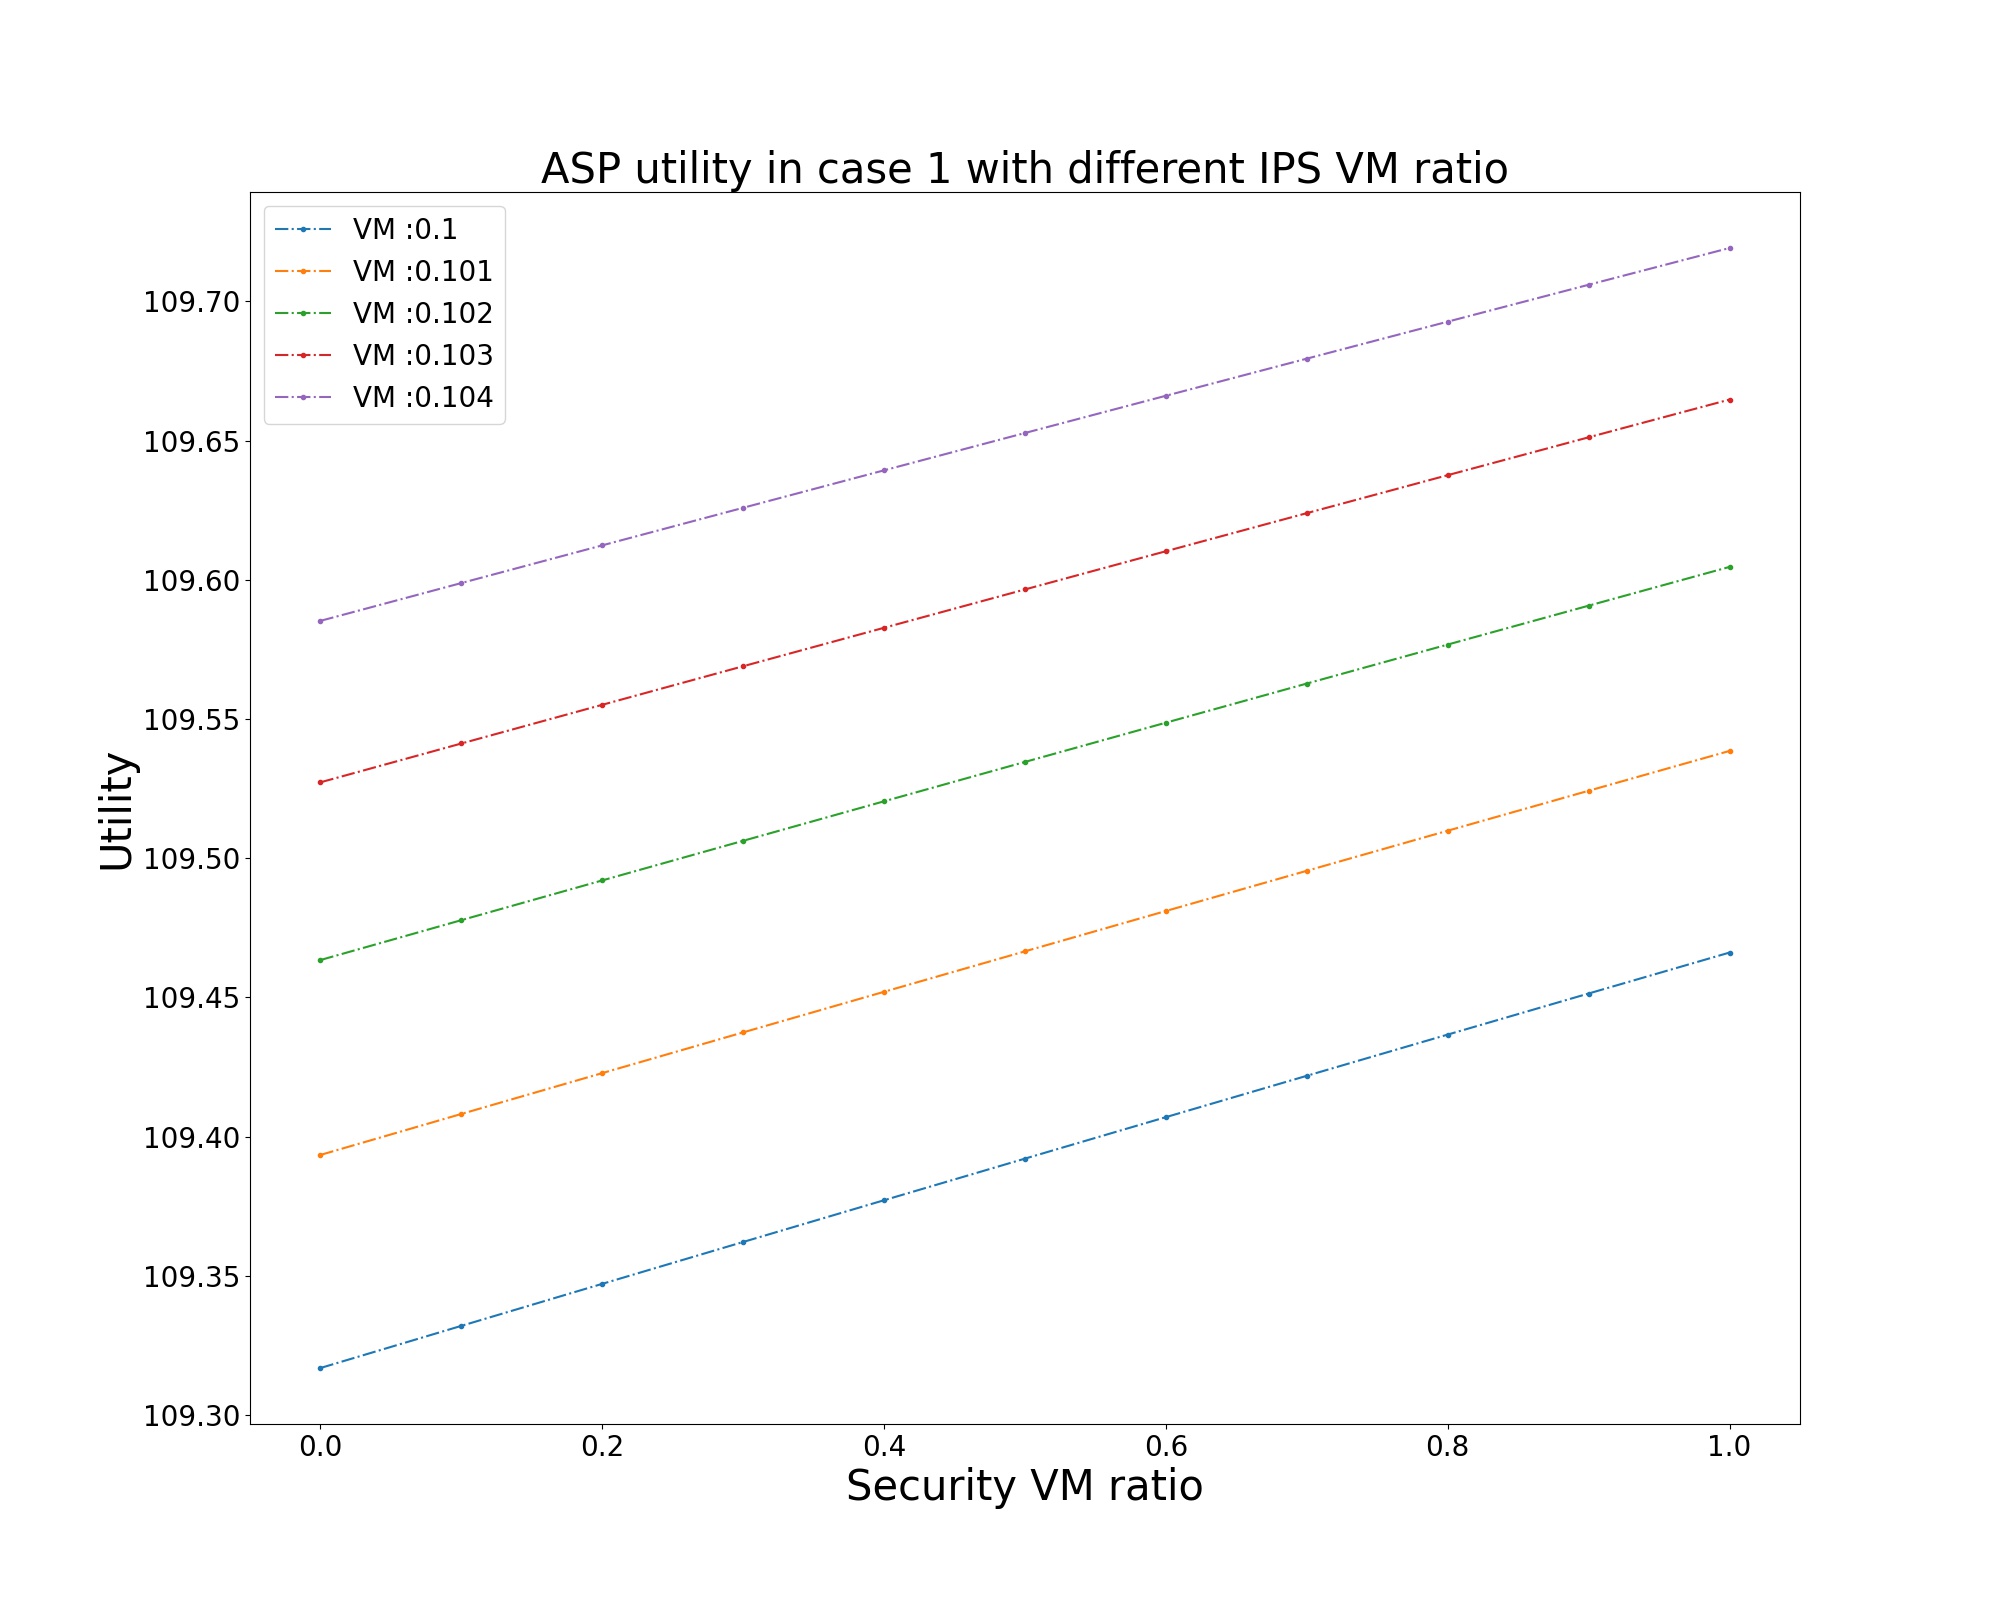 ASP utility in case 1 with different IPS VM ratio
VM :0.1
VM :0.101
VM :0.102
VM :0.103
VM :0.104
109.70
109.65
109.60
109.55
109.50
109.45
109.40
109.35
109.30
Utility
0.0 0.2 0.4 0.6 0.8 1.0
Security VM ratio